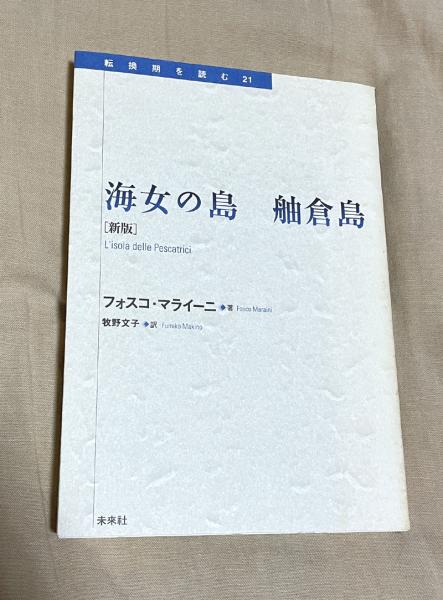 転換期を読む 21
海女の島 舳倉島
[新版]
L'isola delle Pescatrici
フォスコ・マライーニ◆著 Fosco Maraini
牧野文子◆訳 Fumiko Makino
未來社